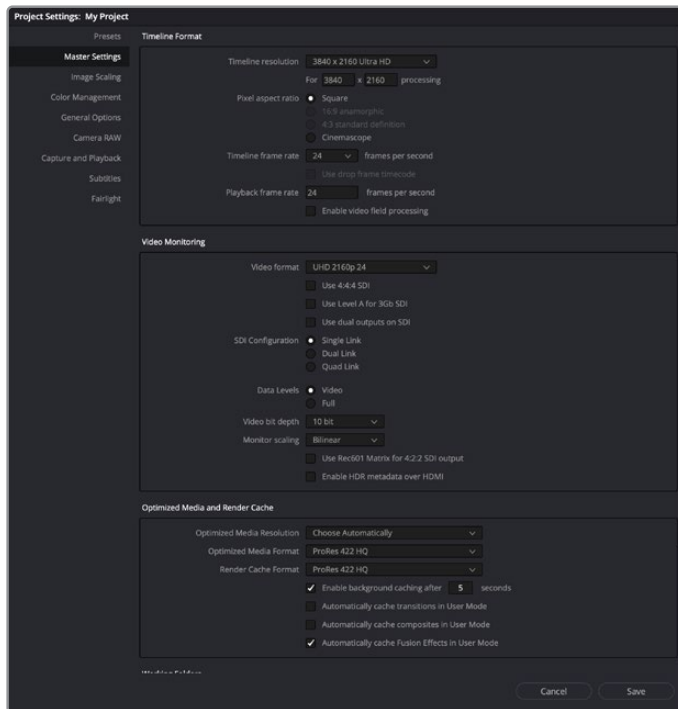 Project Settings: My Project
Presets
Master Settings
Image Scaling
Color Management
General Options
Camera RAW
Capture and Playback
Subtitles
Fairlight
Timeline Format
Timeline resolution 3840 x 2160 Ultra HD
For 3840 x 2160 processing
Pixel aspect ratio Square
16:9 anamorphic
4:3 standard definition
Cinemascope
Timeline frame rate 24 frames per second
Use drop frame timecode
Playback frame rate 24 frames per second
Enable video field processing
Video Monitoring
Video format UHD 2160p 24
Use 4:4:4 SDI
Use Level A for 3Gb SDI
Use dual outputs on SDI
SDI Configuration Single Link
Dual Link
Quad Link
Data Levels Video
Full
Video bit depth 10 bit
Monitor scaling Bilinear
Use Rec601 Matrix for 4:2:2 SDI output
Enable HDR metadata over HDMI
Optimized Media and Render Cache
Optimized Media Resolution Choose Automatically
Optimized Media Format ProRes 422 HQ
Render Cache Format ProRes 422 HQ
Enable background caching after 5 seconds
Automatically cache transitions in User Mode
Automatically cache composites in User Mode
Automatically cache Fusion Effects in User Mode
Working Folders
Cancel
Save